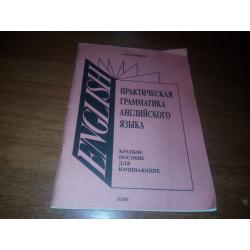 ENGLISH
ПРАКТИЧЕСКАЯ
ГРАММАТИКА
АНГЛИЙСКОГО
ЯЗЫКА
КРАТКОЕ
ПОСОБИЕ
ДЛЯ
НАЧИНАЮЩИХ